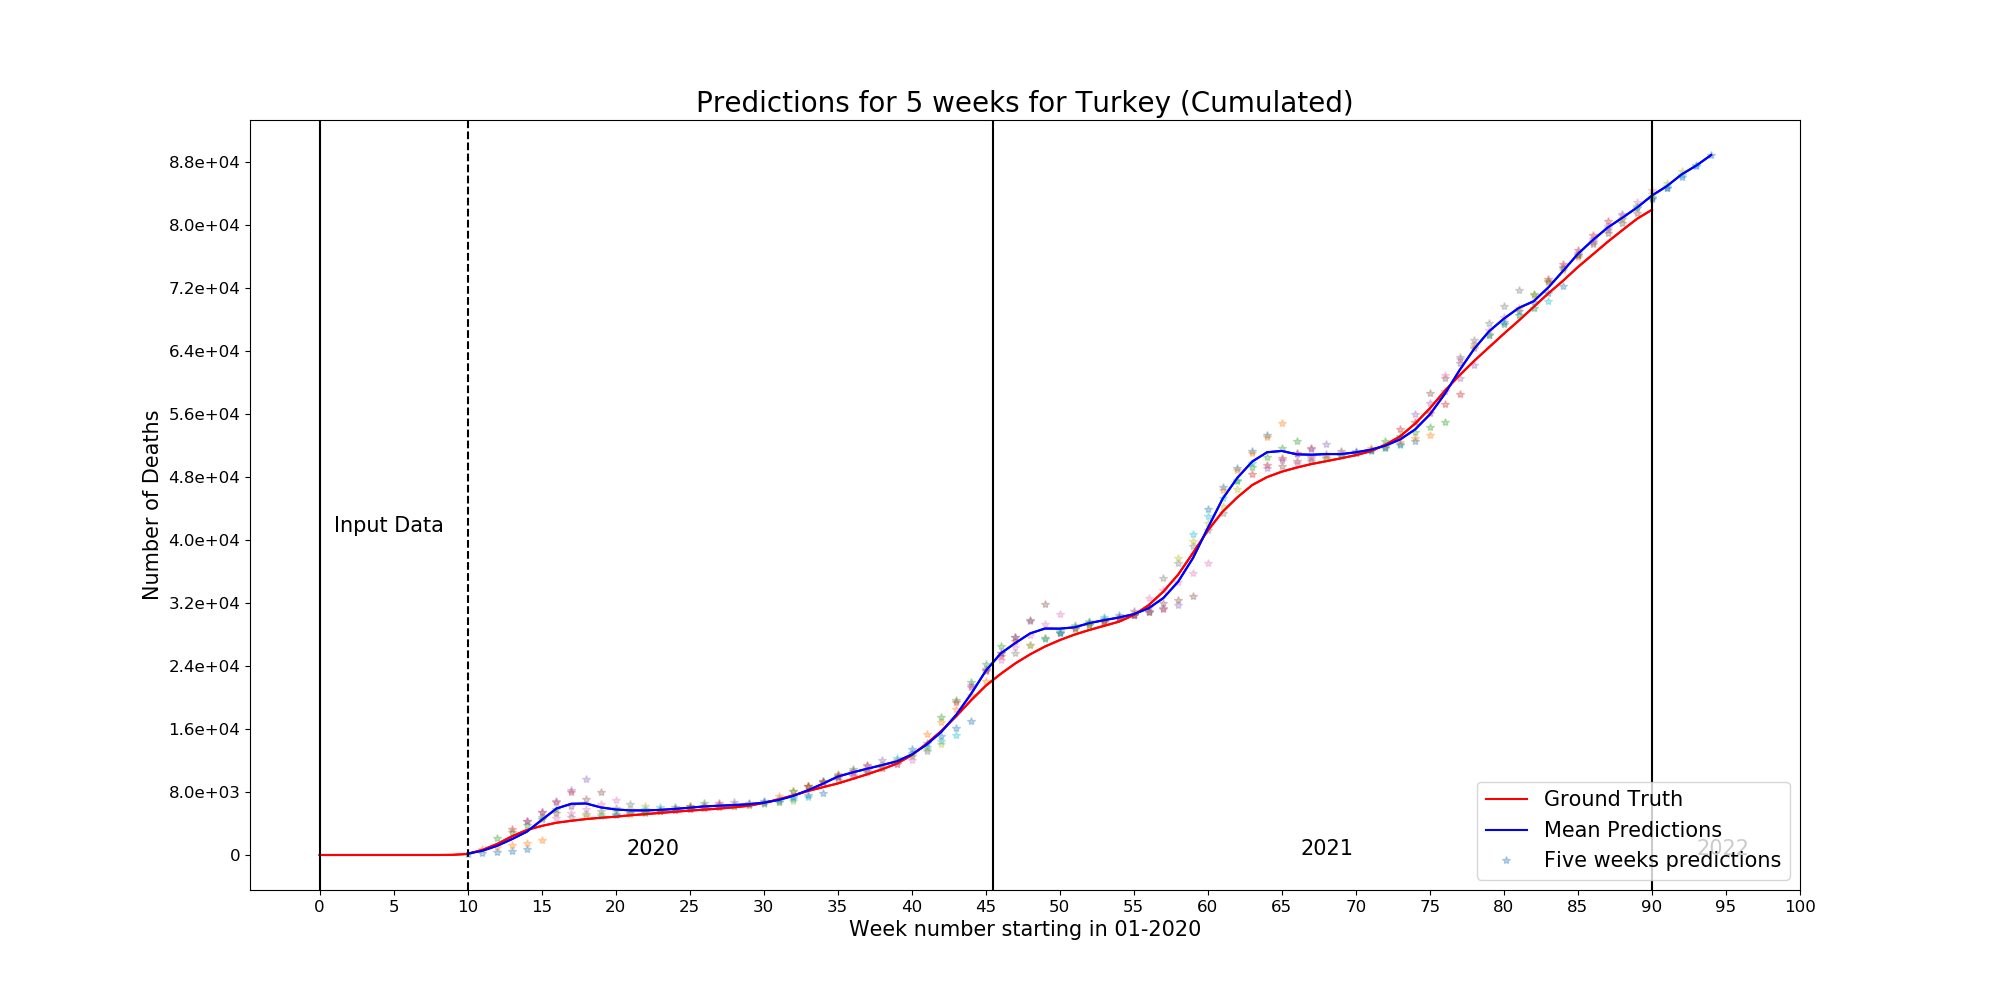 Predictions for 5 weeks for Turkey (Cumulated)
8.8e+04
8.0e+04
7.2e+04
6.4e+04
5.6e+04
4.8e+04
4.0e+04
3.2e+04
2.4e+04
1.6e+04
8.0e+03
0
Number of Deaths
Input Data
2020
2021
2022
Ground Truth
Mean Predictions
Five weeks predictions
0 5 10 15 20 25 30 35 40 45 50 55 60 65 70 75 80 85 90 95 100
Week number starting in 01-2020